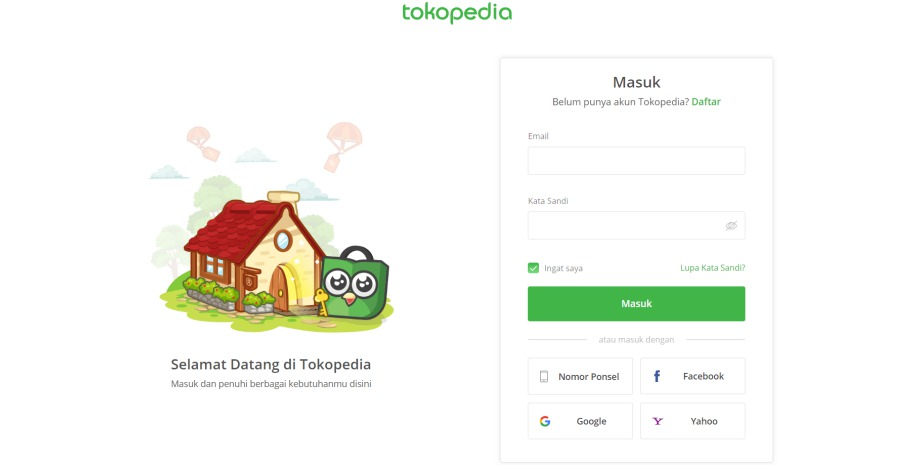 tokopedia
Masuk
Belum punya akun Tokopedia? Daftar
Email
Kata Sandi
Ingat saya
Lupa Kata Sandi?
Masuk
atau masuk dengan
Nomor Ponsel
Facebook
Google
Yahoo
Selamat Datang di Tokopedia
Masuk dan penuhi berbagai kebutuhanmu disini